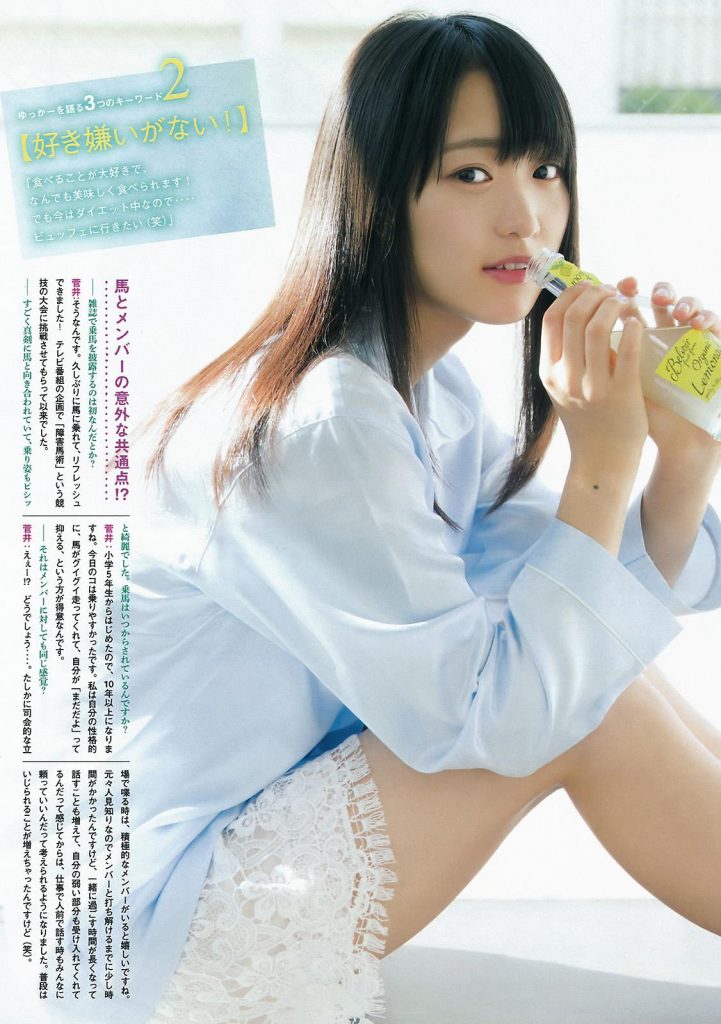 ゆっかーを語る3つのキーワード2
【好き嫌いがない！】
「食べることが大好きで、
なんでも美味しく食べられます！
でも今はダイエット中なので‥‥
ビュッフェに行きたい（笑）」
馬とメンバーの意外な共通点!?
――雑誌で乗馬を披露するのは初なんだとか？
菅井：そうなんです。久しぶりに馬に乗れて、リフレッシュ
できました！　テレビ番組の企画で「障害馬術」という競
技の大会に挑戦させてもらって以来でした。
――すごく真剣に馬と向き合われていて、乗り姿もビシッ
と綺麗でした。乗馬はいつからされているんですか？
菅井：小学5年生からはじめたので、10年以上になりま
すね。今日のコは乗りやすかったです。私は自分の性格的
に、馬がグイグイ走ってくれて、自分が「まだだよ」って
抑える、という方が得意なんです。
――それはメンバーに対しても同じ感覚？
菅井：えぇー!?　どうでしょう‥‥。たしかに司会的な立
場で喋る時は、積極的なメンバーがいると嬉しいですね。
元々人見知りなのでメンバーと打ち解けるまでに少し時
間がかかったんですけど、一緒に過ごす時間が長くなって
話すことも増えて、自分の弱い部分も受け入れてくれて
るんだって感じてからは、仕事で人前で話す時もみんなに
頼っていいんだって考えられるようになりました。普段は
いじられることが増えちゃったんですけど（笑）。
Belvoir
Organic
Lemonade